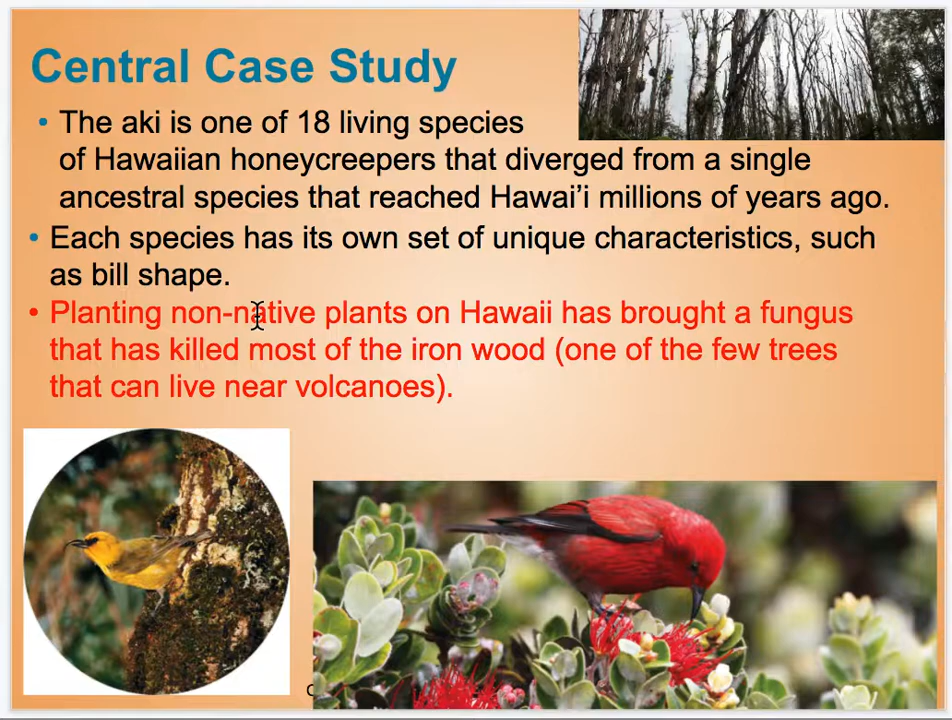 Central Case Study
• The aki is one of 18 living species
of Hawaiian honeycreepers that diverged from a single
ancestral species that reached Hawai’i millions of years ago.
• Each species has its own set of unique characteristics, such
as bill shape.
• Planting non-native plants on Hawaii has brought a fungus
that has killed most of the iron wood (one of the few trees
that can live near volcanoes).